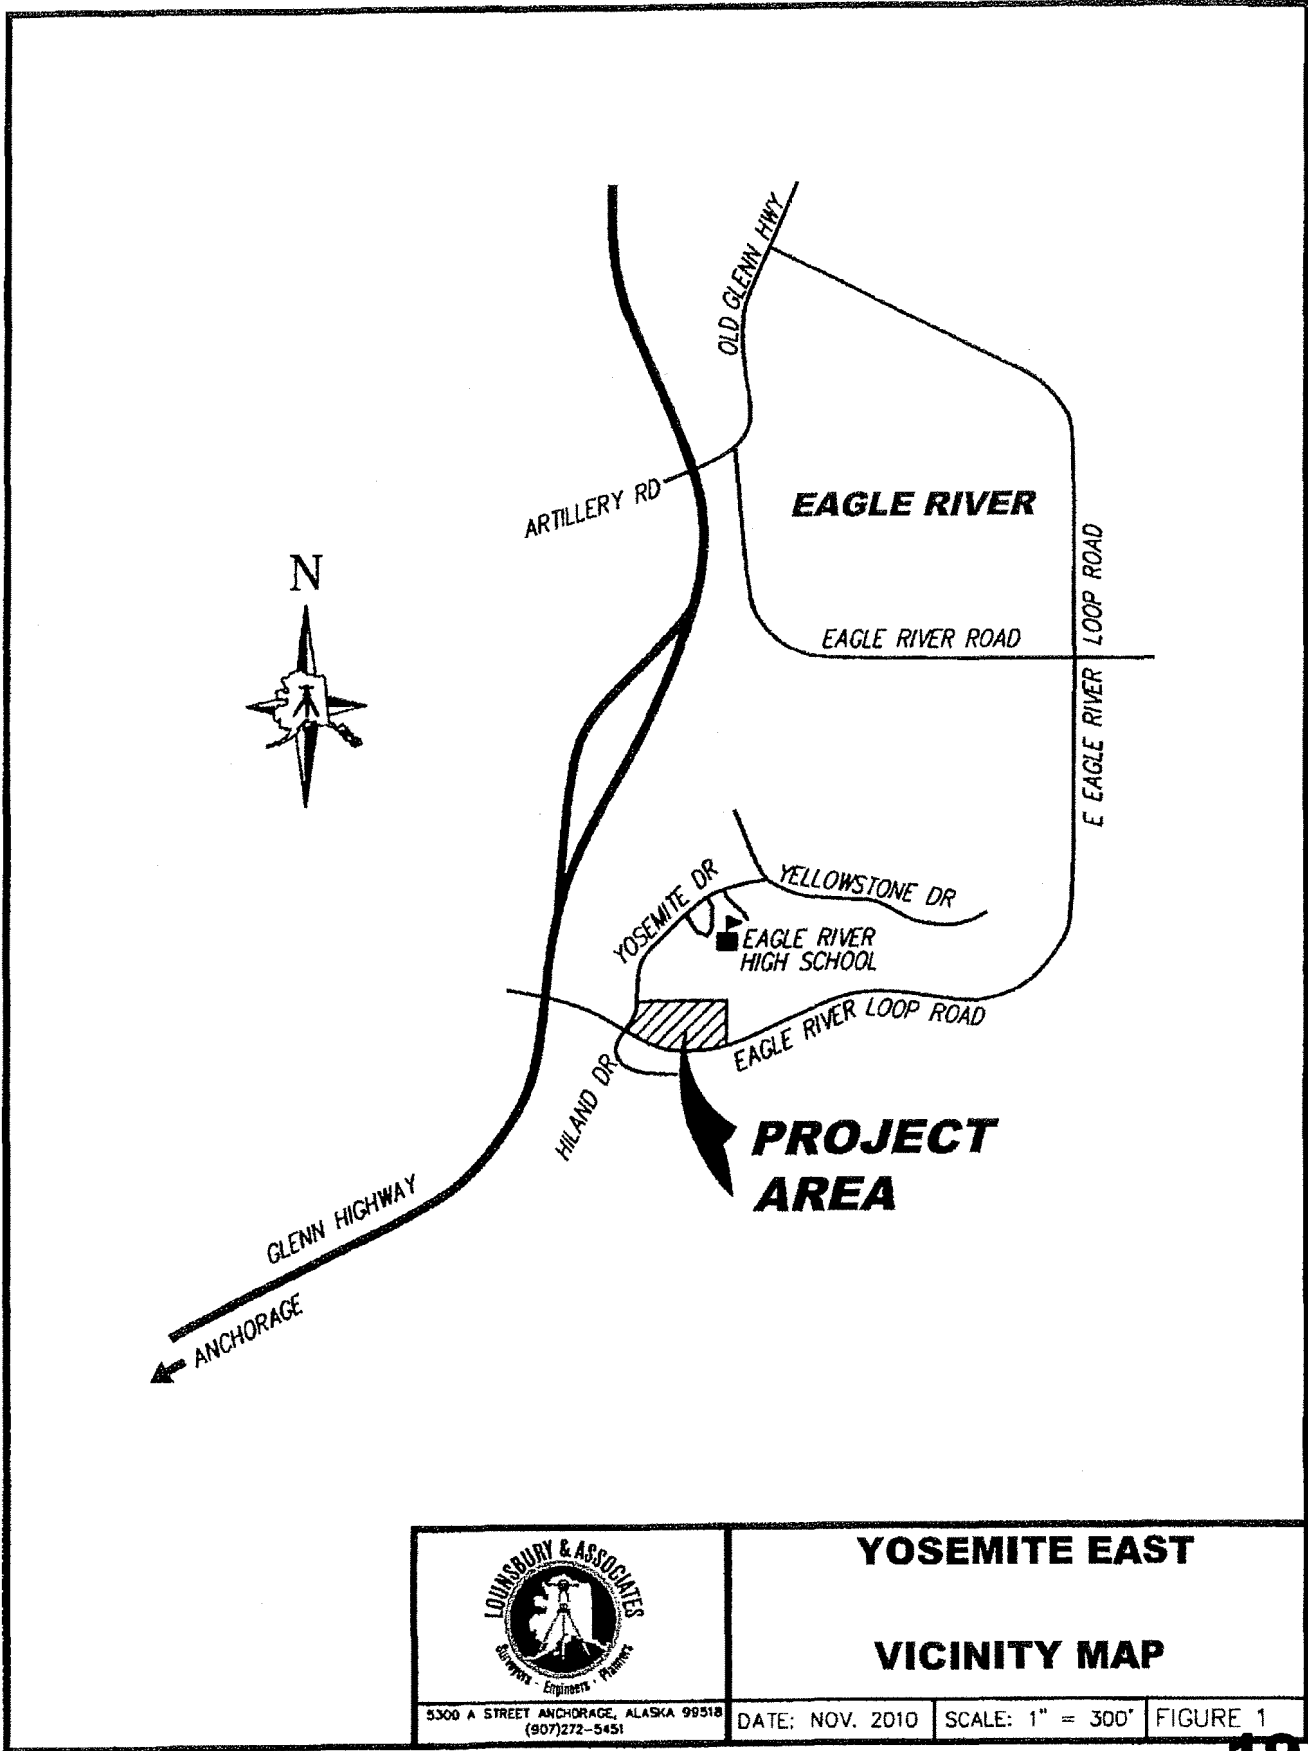 OLD GLENN HWY
ARTILLERY RD
EAGLE RIVER
N
EAGLE RIVER ROAD
E EAGLE RIVER LOOP ROAD
YOSEMITE DR
YELLOWSTONE DR
EAGLE RIVER
HIGH SCHOOL
EAGLE RIVER LOOP ROAD
HILAND DR.
PROJECT
AREA
GLENN HIGHWAY
ANCHORAGE
LOUNSBURY & ASSOCIATES
Surveyors - Engineers - Planners
5300 A STREET ANCHORAGE, ALASKA 99518
(907)272-5451
YOSEMITE EAST
VICINITY MAP
DATE: NOV. 2010
SCALE: 1" = 300'
FIGURE 1